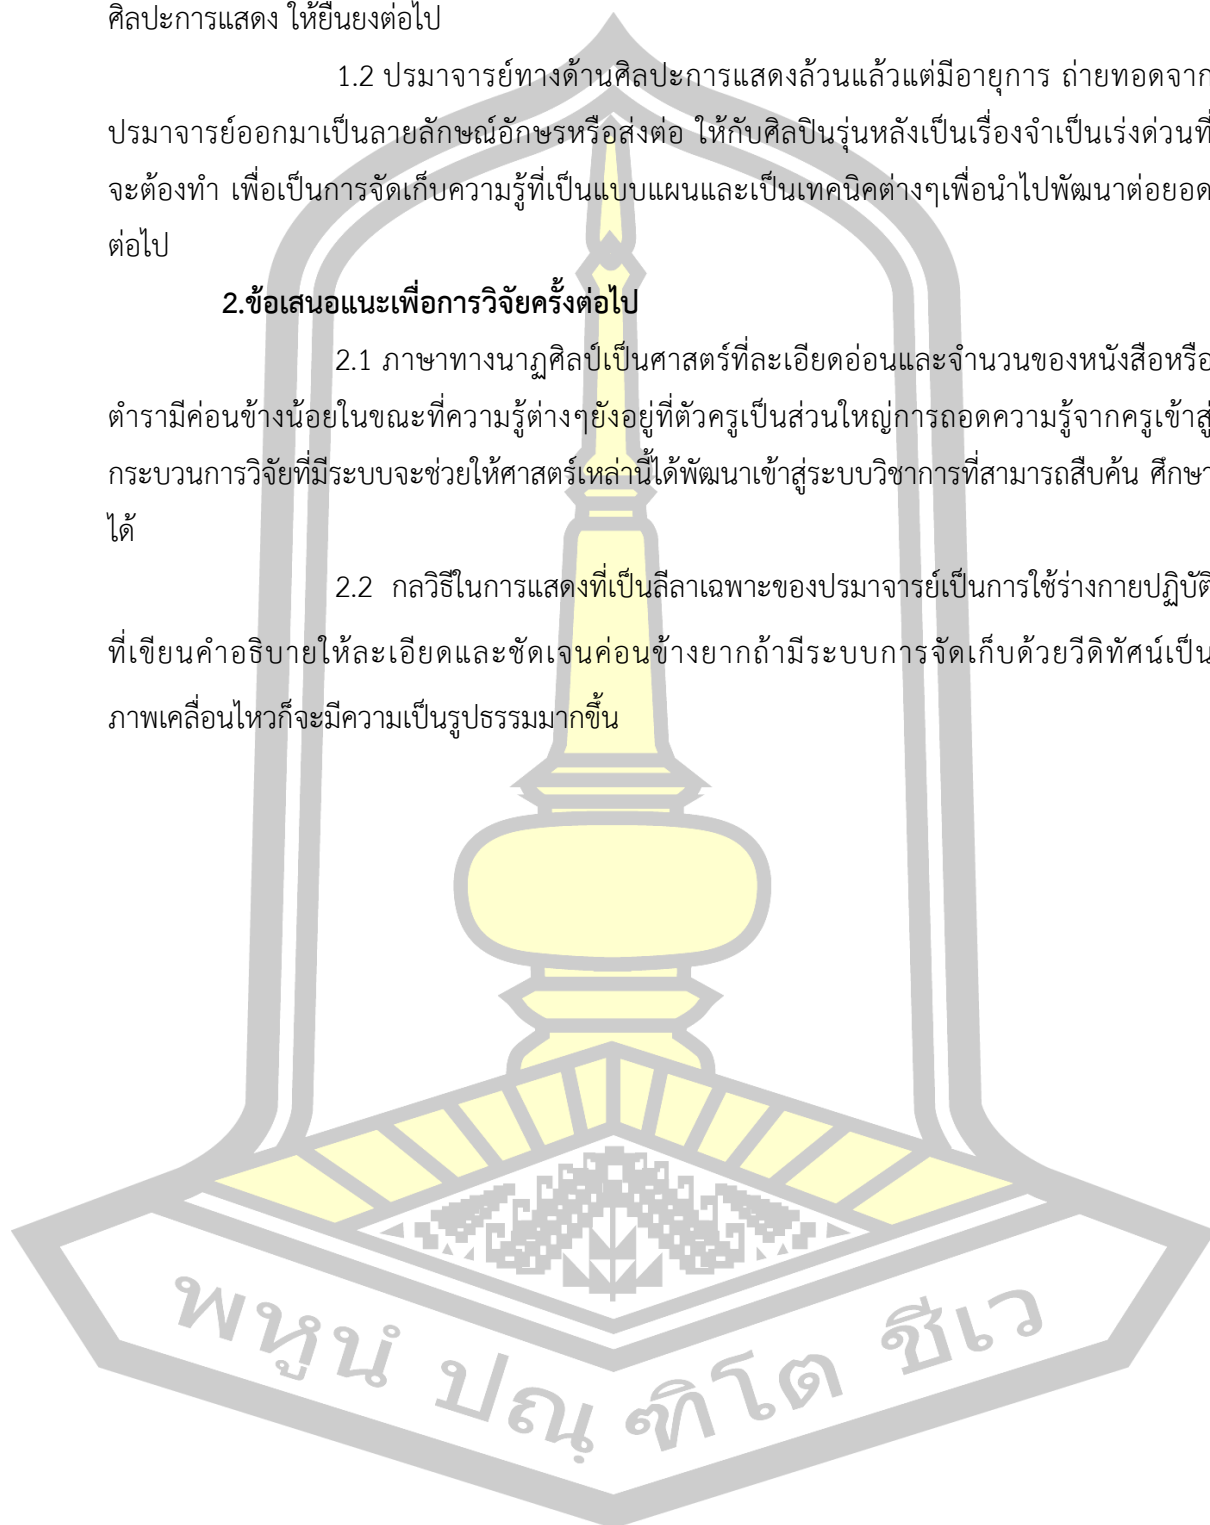 ศิลปะการแสดง ให้ยืนยงต่อไป
1.2 ปรมาจารย์ทางด้านศิลปะการแสดงล้วนแล้วแต่มีอายุการ ถ่ายทอดจาก
ปรมาจารย์ออกมาเป็นลายลักษณ์อักษรหรือส่งต่อ ให้กับศิลปินรุ่นหลังเป็นเรื่องจำเป็นเร่งด่วนที่
จะต้องทำ เพื่อเป็นการจัดเก็บความรู้ที่เป็นแบบแผนและเป็นเทคนิคต่างๆเพื่อนำไปพัฒนาต่อยอด
ต่อไป
2.ข้อเสนอแนะเพื่อการวิจัยครั้งต่อไป
2.1 ภาษาทางนาฏศิลป์เป็นศาสตร์ที่ละเอียดอ่อนและจำนวนของหนังสือหรือ
ตำรามีค่อนข้างน้อยในขณะที่ความรู้ต่างๆยังอยู่ที่ตัวครูเป็นส่วนใหญ่การถอดความรู้จากครูเข้าสู่
กระบวนการวิจัยที่มีระบบจะช่วยให้ศาสตร์เหล่านี้ได้พัฒนาเข้าสู่ระบบวิชาการที่สามารถสืบค้น ศึกษา
ได้
2.2 กลวิธีในการแสดงที่เป็นลีลาเฉพาะของปรมาจารย์เป็นการใช้ร่างกายปฏิบัติ
ที่เขียนคำอธิบายให้ละเอียดและชัดเจนค่อนข้างยากถ้ามีระบบการจัดเก็บด้วยวีดิทัศน์เป็น
ภาพเคลื่อนไหวก็จะมีความเป็นรูปธรรมมากขึ้น
พหูนํ ปณฺฑิโต ชีเว